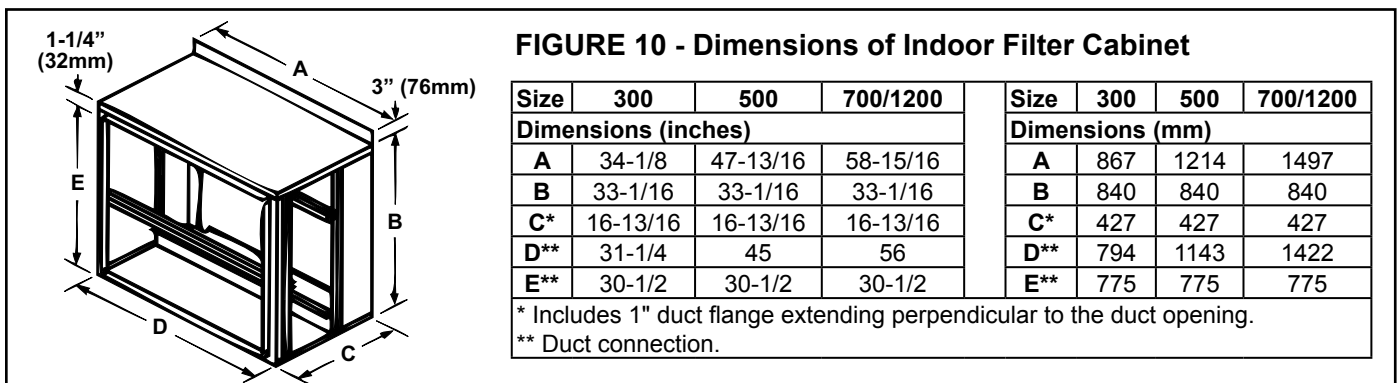 1-1/4”
(32mm)
A
3” (76mm)
E
B
D
C
FIGURE 10 - Dimensions of Indoor Filter Cabinet
Size 300 500 700/1200
Dimensions (inches)
A 34-1/8 47-13/16 58-15/16
B 33-1/16 33-1/16 33-1/16
C* 16-13/16 16-13/16 16-13/16
D** 31-1/4 45 56
E** 30-1/2 30-1/2 30-1/2
Size 300 500 700/1200
Dimensions (mm)
A 867 1214 1497
B 840 840 840
C* 427 427 427
D** 794 1143 1422
E** 775 775 775
* Includes 1" duct flange extending perpendicular to the duct opening.
** Duct connection.